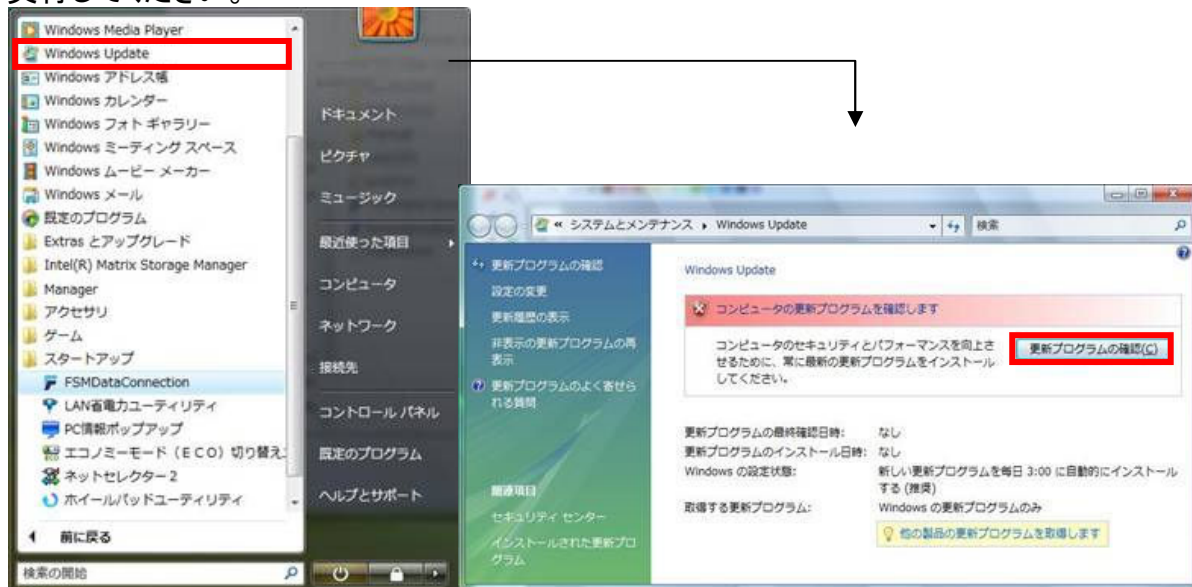 実行してください。
Windows Media Player
Windows Update
Windows アドレス帳
Windows カレンダー
Windows フォト ギャラリー
Windows ミーティング スペース
Windows ムービー メーカー
Windows メール
既定のプログラム
Extras とアップグレード
Intel(R) Matrix Storage Manager
Manager
アクセサリ
ゲーム
スタートアップ
FSMDataConnection
LAN省電力ユーティリティ
PC情報ポップアップ
エコノミーモード（ECO）切り替え
ネットセレクター2
ホイールパッドユーティリティ
前に戻る
検索の開始
ドキュメント
ピクチャ
ミュージック
最近使った項目
コンピュータ
ネットワーク
接続先
コントロール パネル
既定のプログラム
ヘルプとサポート
« システムとメンテナンス ▸ Windows Update
検索
更新プログラムの確認
設定の変更
更新履歴の表示
非表示の更新プログラムの再
表示
更新プログラムのよく寄せら
れる質問
関連項目
セキュリティ センター
インストールされた更新プロ
グラム
Windows Update
コンピュータの更新プログラムを確認します
コンピュータのセキュリティとパフォーマンスを向上さ
せるために、常に最新の更新プログラムをインストール
してください。
更新プログラムの確認(C)
更新プログラムの最終確認日時: なし
更新プログラムのインストール日時: なし
Windows の設定状態: 新しい更新プログラムを毎日 3:00 に自動的にインストール
する (推奨)
取得する更新プログラム: Windows の更新プログラムのみ
他の製品の更新プログラムを取得します